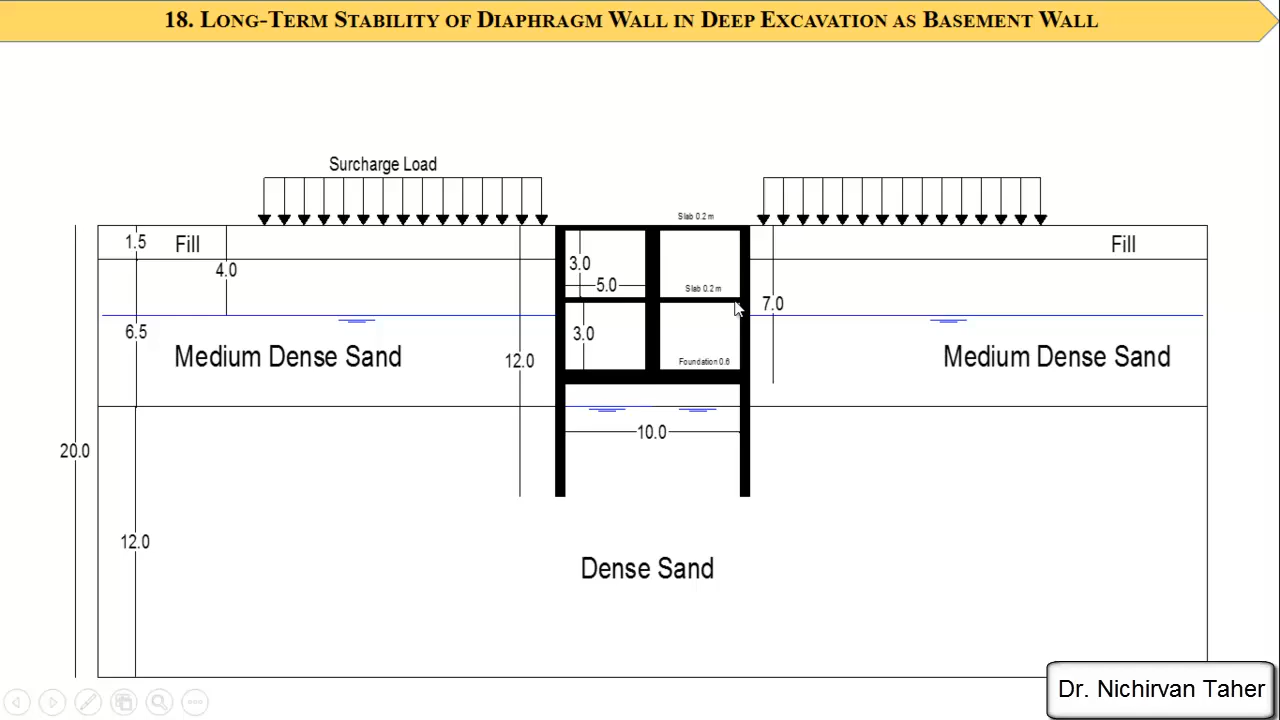 18. LONG-TERM STABILITY OF DIAPHRAGM WALL IN DEEP EXCAVATION AS BASEMENT WALL
Surcharge Load
Slab 0.2 m
1.5
Fill
Fill
4.0
3.0
5.0
Slab 0.2 m
7.0
6.5
3.0
Medium Dense Sand
12.0
Foundation 0.6
Medium Dense Sand
10.0
20.0
12.0
Dense Sand
Dr. Nichirvan Taher